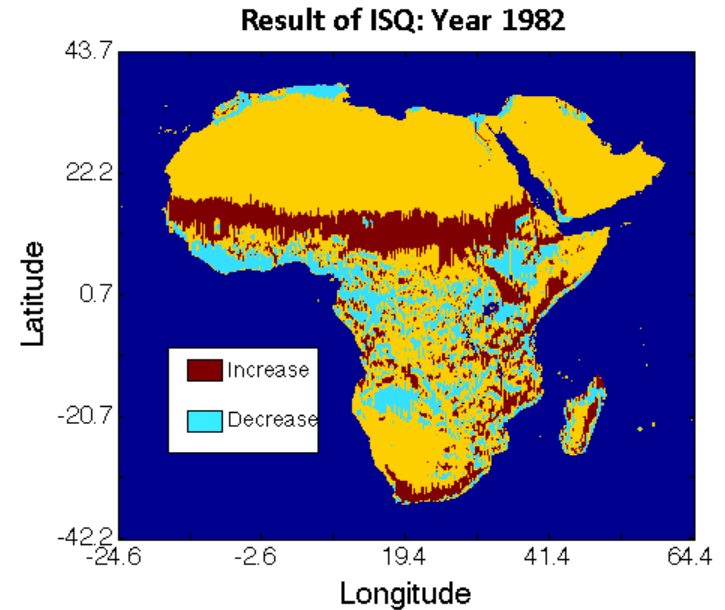 Result of ISQ: Year 1982
43.7
22.2
0.7
-20.7
-42.2
Latitude
Increase
Decrease
-24.6
-2.6
19.4
41.4
64.4
Longitude